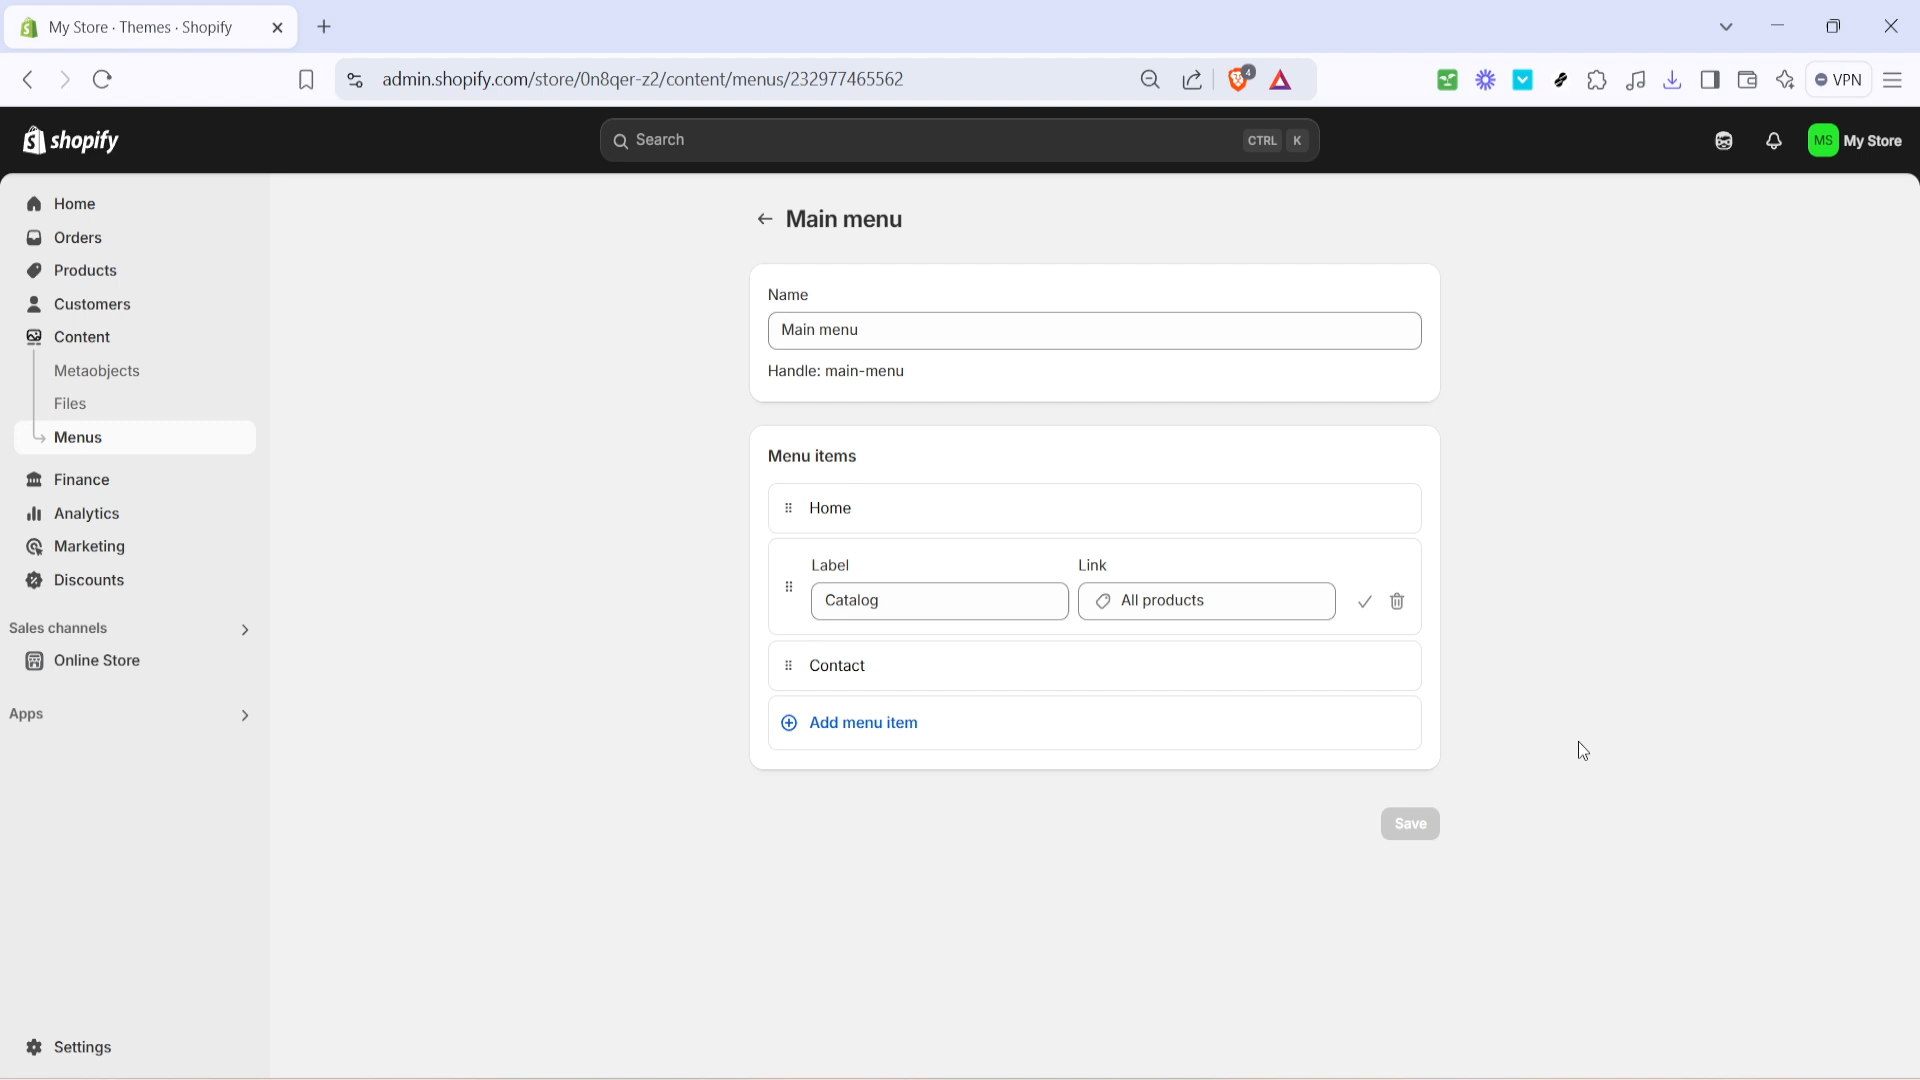 My Store · Themes · Shopify
admin.shopify.com/store/0n8qer-z2/content/menus/232977465562
4
VPN
shopify
Search
CTRL K
MS My Store
Home
Orders
Products
Customers
Content
Metaobjects
Files
Menus
Finance
Analytics
Marketing
Discounts
Sales channels
Online Store
Apps
Settings
Main menu
Name
Main menu
Handle: main-menu
Menu items
Home
Label Link
Catalog All products
Contact
Add menu item
Save